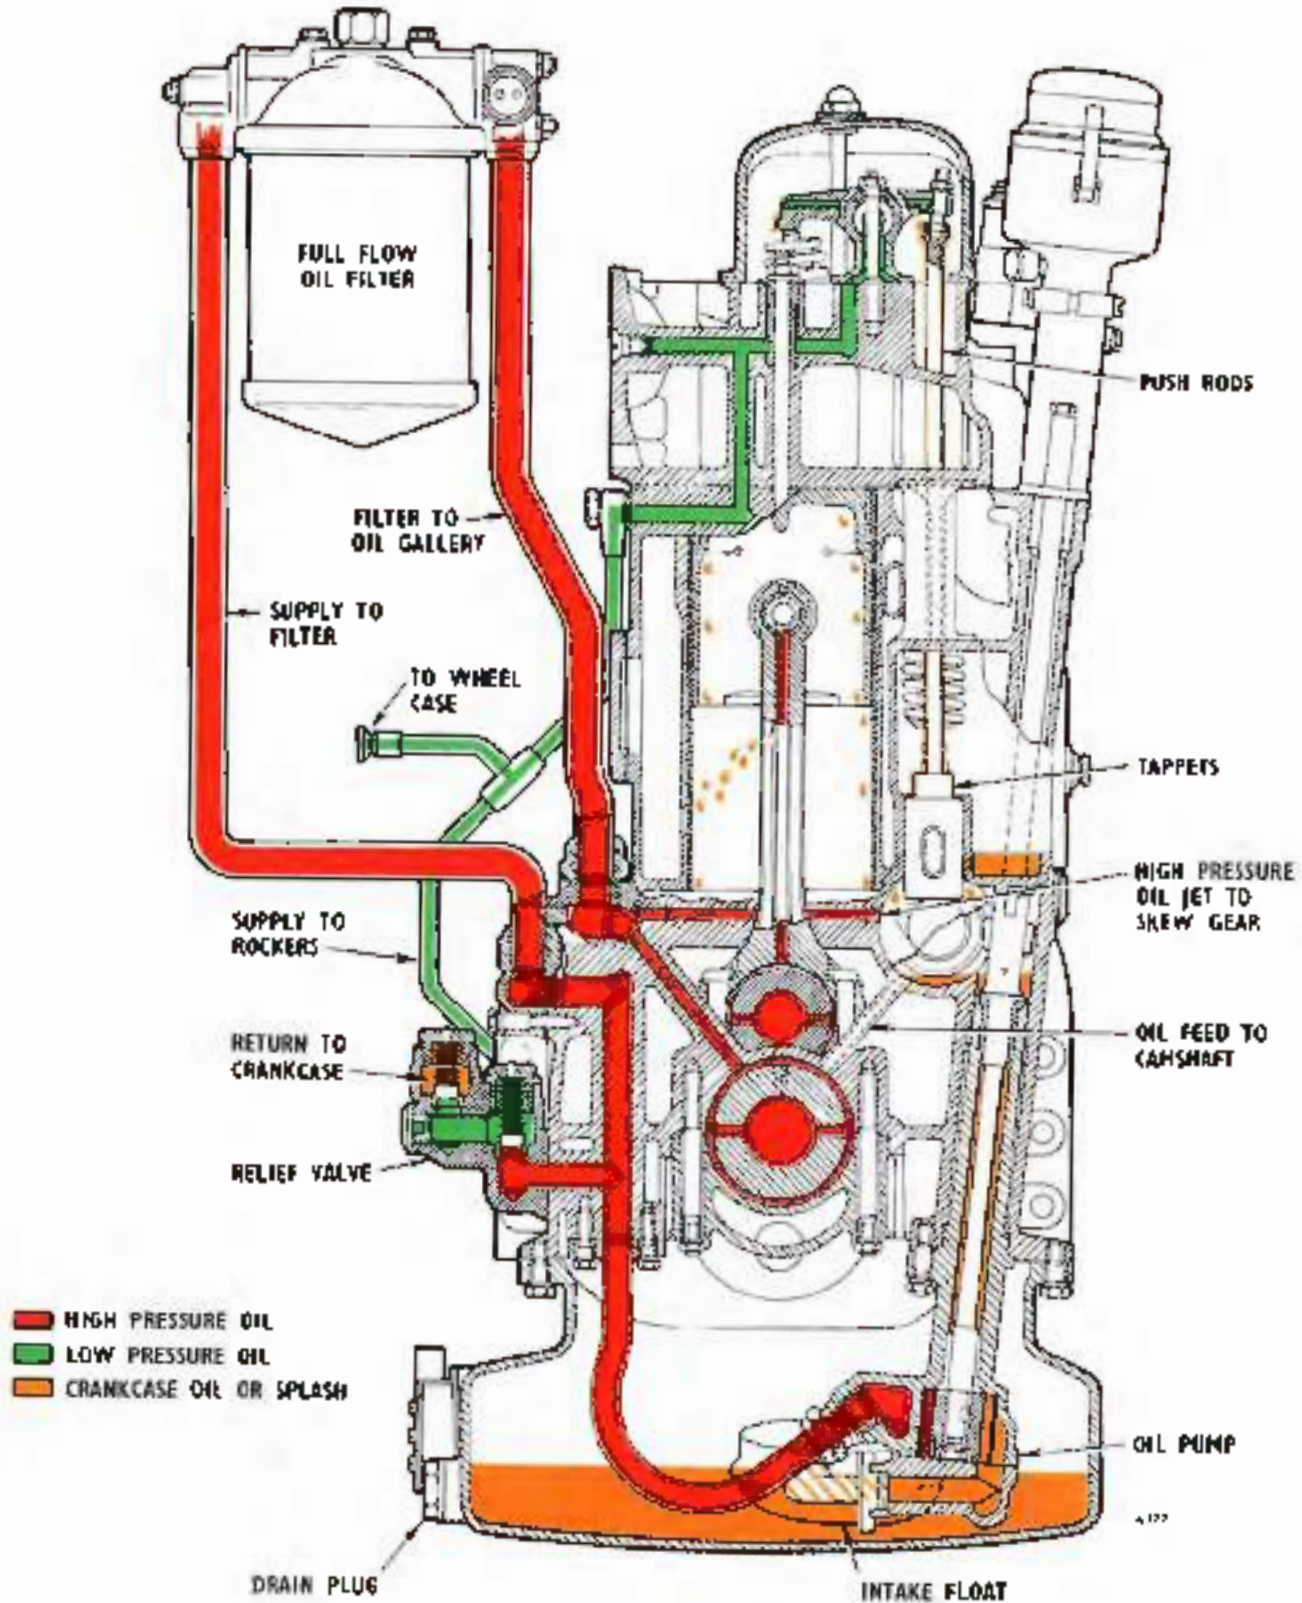 FULL FLOW
OIL FILTER
PUSH RODS
FILTER TO
OIL GALLERY
SUPPLY TO
FILTER
TO WHEEL
CASE
TAPPETS
HIGH PRESSURE
OIL JET TO
SKEW GEAR
SUPPLY TO
ROCKERS
OIL FEED TO
CAMSHAFT
RETURN TO
CRANKCASE
RELIEF VALVE
HIGH PRESSURE OIL
LOW PRESSURE OIL
CRANKCASE OIL OR SPLASH
OIL PUMP
DRAIN PLUG
INTAKE FLOAT